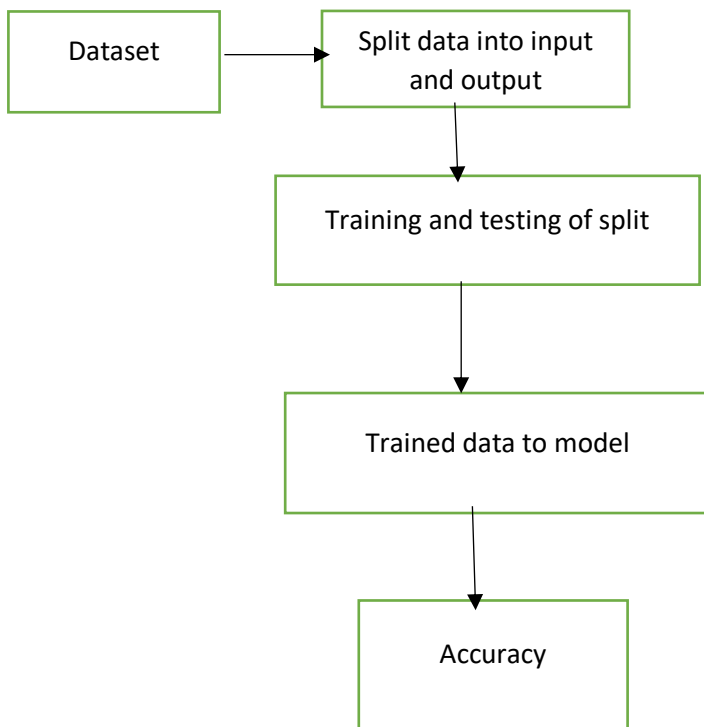 Dataset
Split data into input
and output
Training and testing of split
Trained data to model
Accuracy